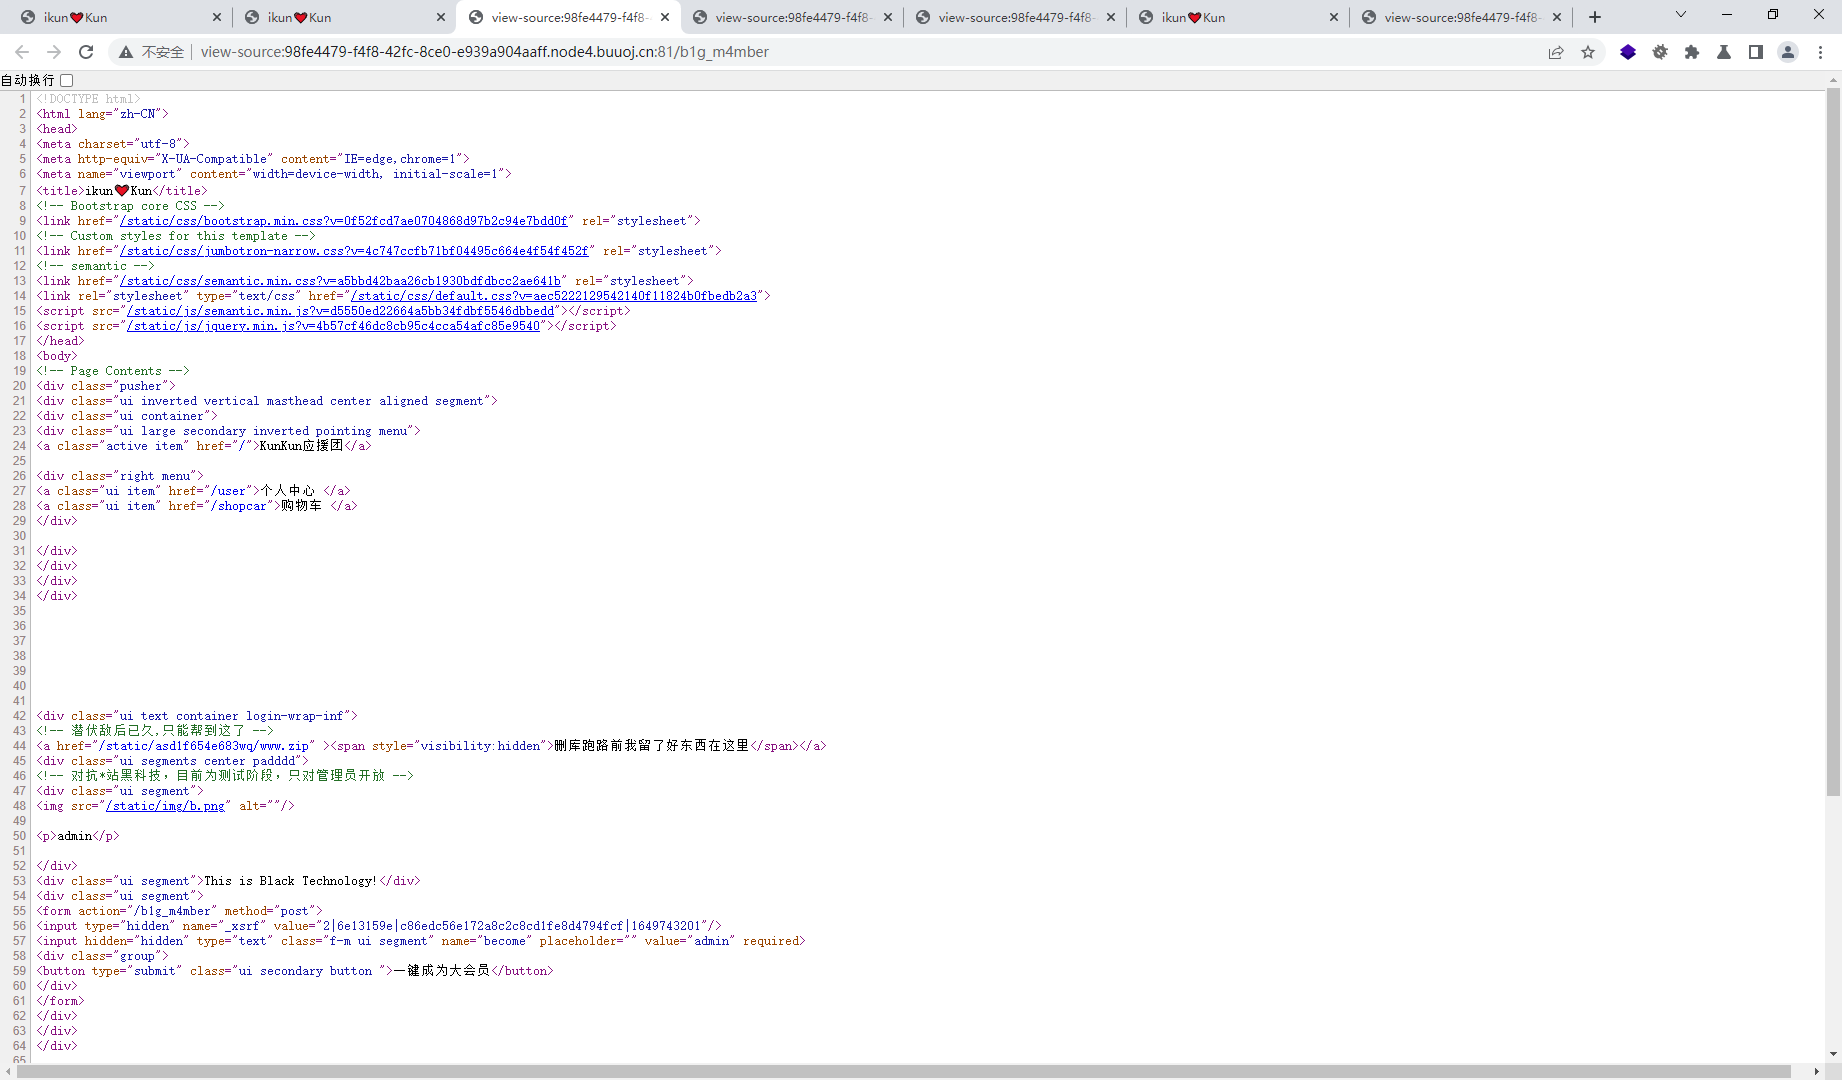 ikun❤Kun
ikun❤Kun
view-source:98fe4479-f4f8-
view-source:98fe4479-f4f8-
view-source:98fe4479-f4f8-
ikun❤Kun
view-source:98fe4479-f4f8-
不安全 view-source:98fe4479-f4f8-42fc-8ce0-e939a904aaff.node4.buuoj.cn:81/b1g_m4mber
自动换行
1 <!DOCTYPE html>
2 <html lang="zh-CN">
3 <head>
4 <meta charset="utf-8">
5 <meta http-equiv="X-UA-Compatible" content="IE=edge,chrome=1">
6 <meta name="viewport" content="width=device-width, initial-scale=1">
7 <title>ikun❤Kun</title>
8 <!-- Bootstrap core CSS -->
9 <link href="/static/css/bootstrap.min.css?v=0f52fcd7ae0704868d97b2c94e7bdd0f" rel="stylesheet">
10 <!-- Custom styles for this template -->
11 <link href="/static/css/jumbotron-narrow.css?v=4c747ccfb71bf04495c664e4f54f452f" rel="stylesheet">
12 <!-- semantic -->
13 <link href="/static/css/semantic.min.css?v=a5bbd42baa26cb1930bdfdbcc2ae641b" rel="stylesheet">
14 <link rel="stylesheet" type="text/css" href="/static/css/default.css?v=aec5222129542140f11824b0fbedb2a3">
15 <script src="/static/js/semantic.min.js?v=d5550ed22664a5bb34fdbf5546dbbedd"></script>
16 <script src="/static/js/jquery.min.js?v=4b57cf46dc8cb95c4cca54afc85e9540"></script>
17 </head>
18 <body>
19 <!-- Page Contents -->
20 <div class="pusher">
21 <div class="ui inverted vertical masthead center aligned segment">
22 <div class="ui container">
23 <div class="ui large secondary inverted pointing menu">
24 <a class="active item" href="/">KunKun应援团</a>
25
26 <div class="right menu">
27 <a class="ui item" href="/user">个人中心 </a>
28 <a class="ui item" href="/shopcar">购物车 </a>
29 </div>
30
31 </div>
32 </div>
33 </div>
34 </div>
35
36
37
38
39
40
41
42 <div class="ui text container login-wrap-inf">
43 <!-- 潜伏敌后已久,只能帮到这了 -->
44 <a href="/static/asd1f654e683wq/www.zip" ><span style="visibility:hidden">删库跑路前我留了好东西在这里</span></a>
45 <div class="ui segments center padddd">
46 <!-- 对抗*站黑科技，目前为测试阶段，只对管理员开放 -->
47 <div class="ui segment">
48 <img src="/static/img/b.png" alt=""/>
49
50 <p>admin</p>
51
52 </div>
53 <div class="ui segment">This is Black Technology!</div>
54 <div class="ui segment">
55 <form action="/b1g_m4mber" method="post">
56 <input type="hidden" name="_xsrf" value="2|6e13159e|c86edc56e172a8c2c8cd1fe8d4794fcf|1649743201"/>
57 <input hidden="hidden" type="text" class="f-m ui segment" name="become" placeholder="" value="admin" required>
58 <div class="group">
59 <button type="submit" class="ui secondary button ">一键成为大会员</button>
60 </div>
61 </form>
62 </div>
63 </div>
64 </div>
65